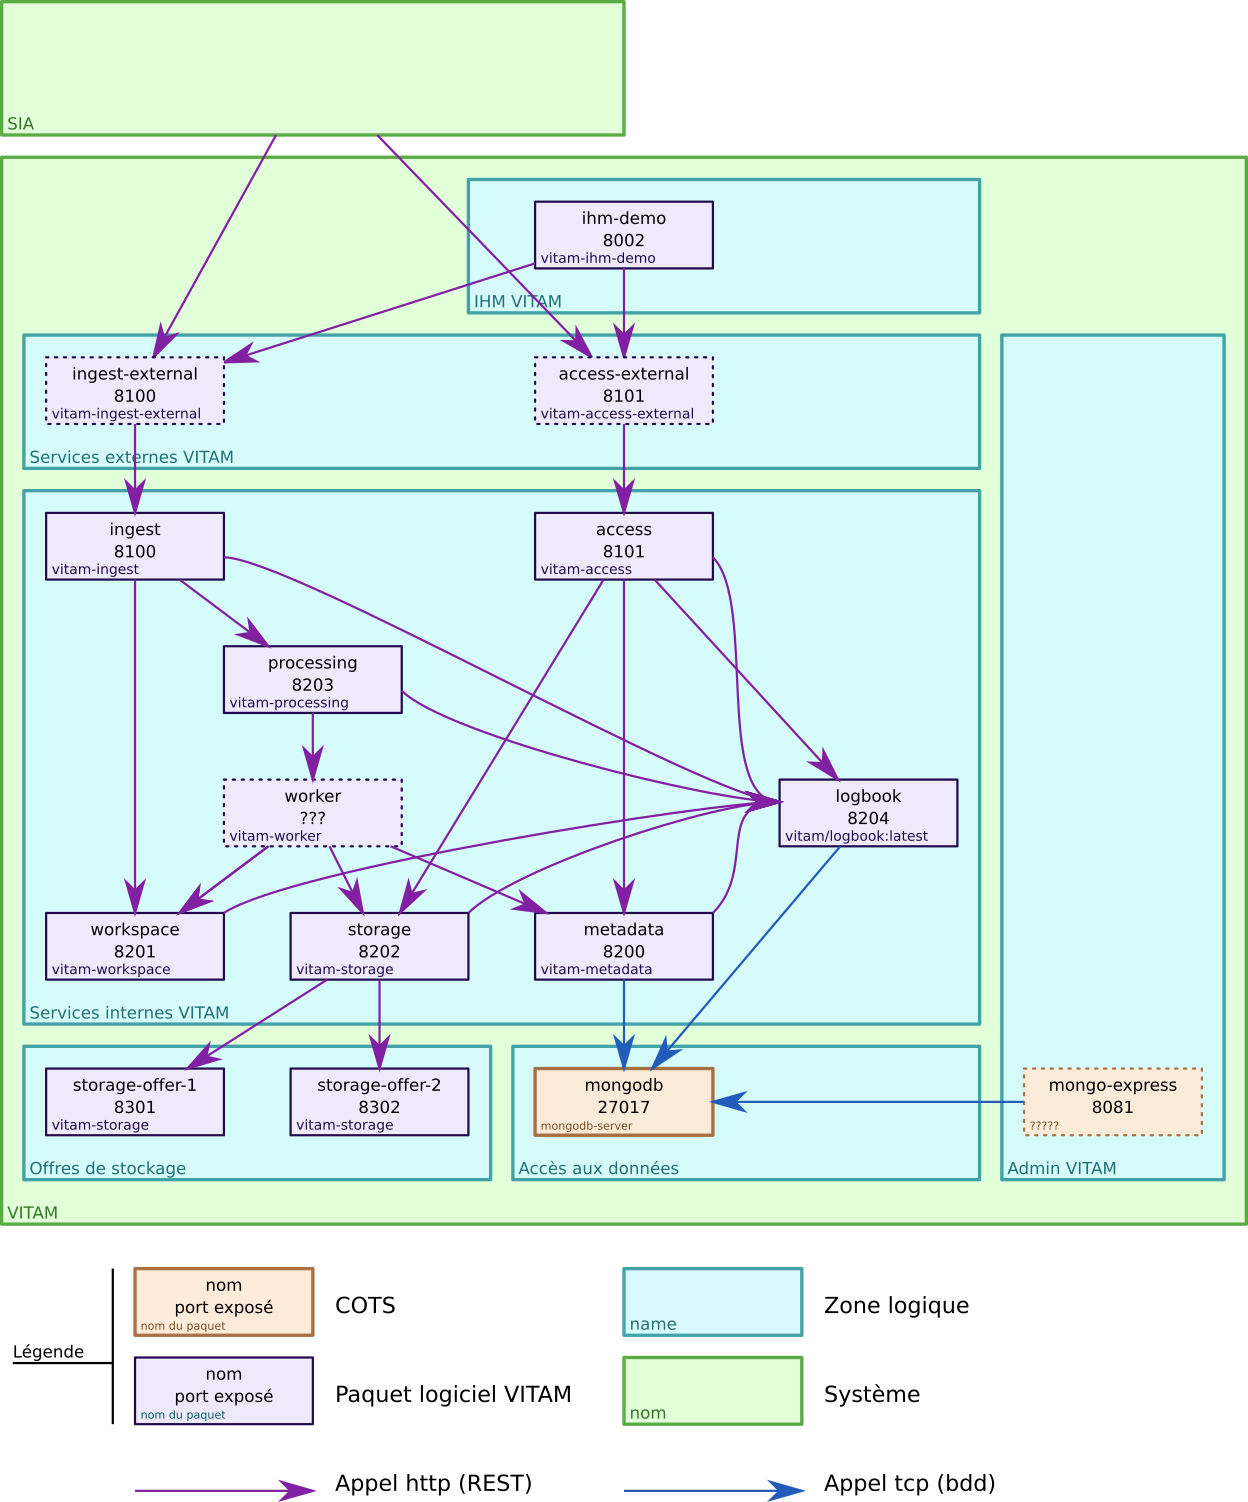 SIA
ihm-demo
8002
vitam-ihm-demo
IHM VITAM
ingest-external
8100
vitam-ingest-external
access-external
8101
vitam-access-external
Services externes VITAM
ingest
8100
vitam-ingest
access
8101
vitam-access
processing
8203
vitam-processing
worker
???
vitam-worker
logbook
8204
vitam/logbook:latest
workspace
8201
vitam-workspace
storage
8202
vitam-storage
metadata
8200
vitam-metadata
Services internes VITAM
storage-offer-1
8301
vitam-storage
storage-offer-2
8302
vitam-storage
Offres de stockage
mongodb
27017
mongodb-server
Accès aux données
mongo-express
8081
?????
Admin VITAM
VITAM
Légende
nom
port exposé
nom du paquet
COTS
name
Zone logique
nom
port exposé
nom du paquet
Paquet logiciel VITAM
nom
Système
Appel http (REST)
Appel tcp (bdd)